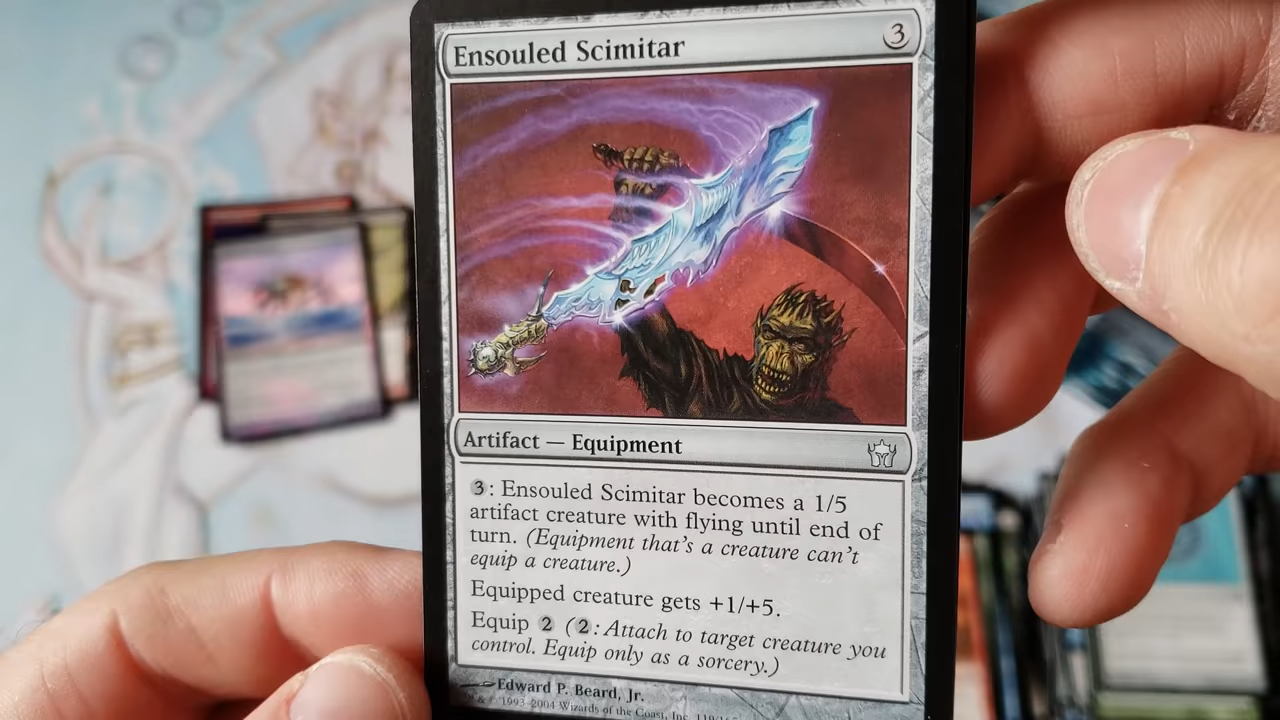 Ensouled Scimitar 3
Artifact — Equipment
3: Ensouled Scimitar becomes a 1/5
artifact creature with flying until end of
turn. (Equipment that's a creature can't
equip a creature.)
Equipped creature gets +1/+5.
Equip 2 (2: Attach to target creature you
control. Equip only as a sorcery.)
Edward P. Beard, Jr.
1993–2004 Wizards of the Coast, Inc.